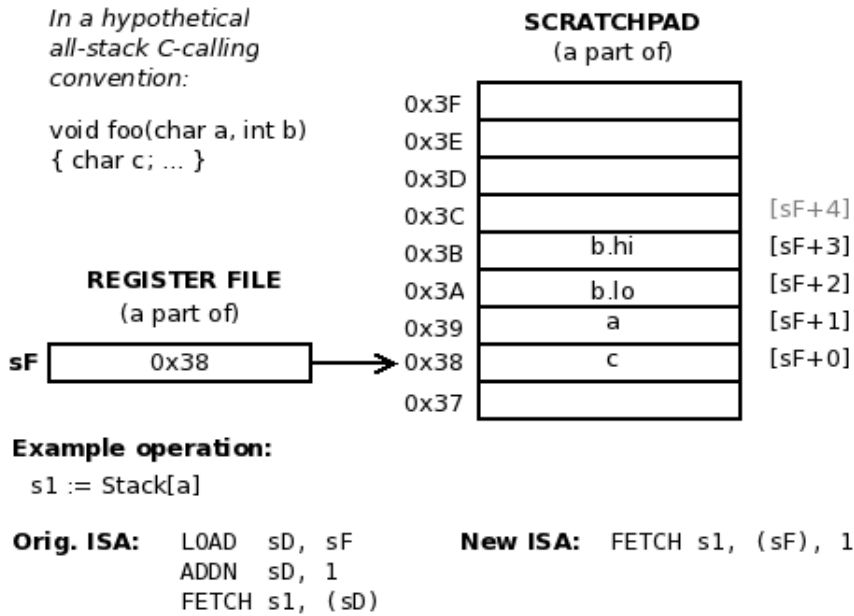 In a hypothetical
all-stack C-calling
convention:
void foo(char a, int b)
{ char c; ... }
SCRATCHPAD
(a part of)
0x3F
0x3E
0x3D
0x3C [sF+4]
0x3B b.hi [sF+3]
0x3A b.lo [sF+2]
0x39 a [sF+1]
0x38 c [sF+0]
0x37
REGISTER FILE
(a part of)
sF 0x38
Example operation:
s1 := Stack[a]
Orig. ISA: LOAD sD, sF
ADDN sD, 1
FETCH s1, (sD)
New ISA: FETCH s1, (sF), 1